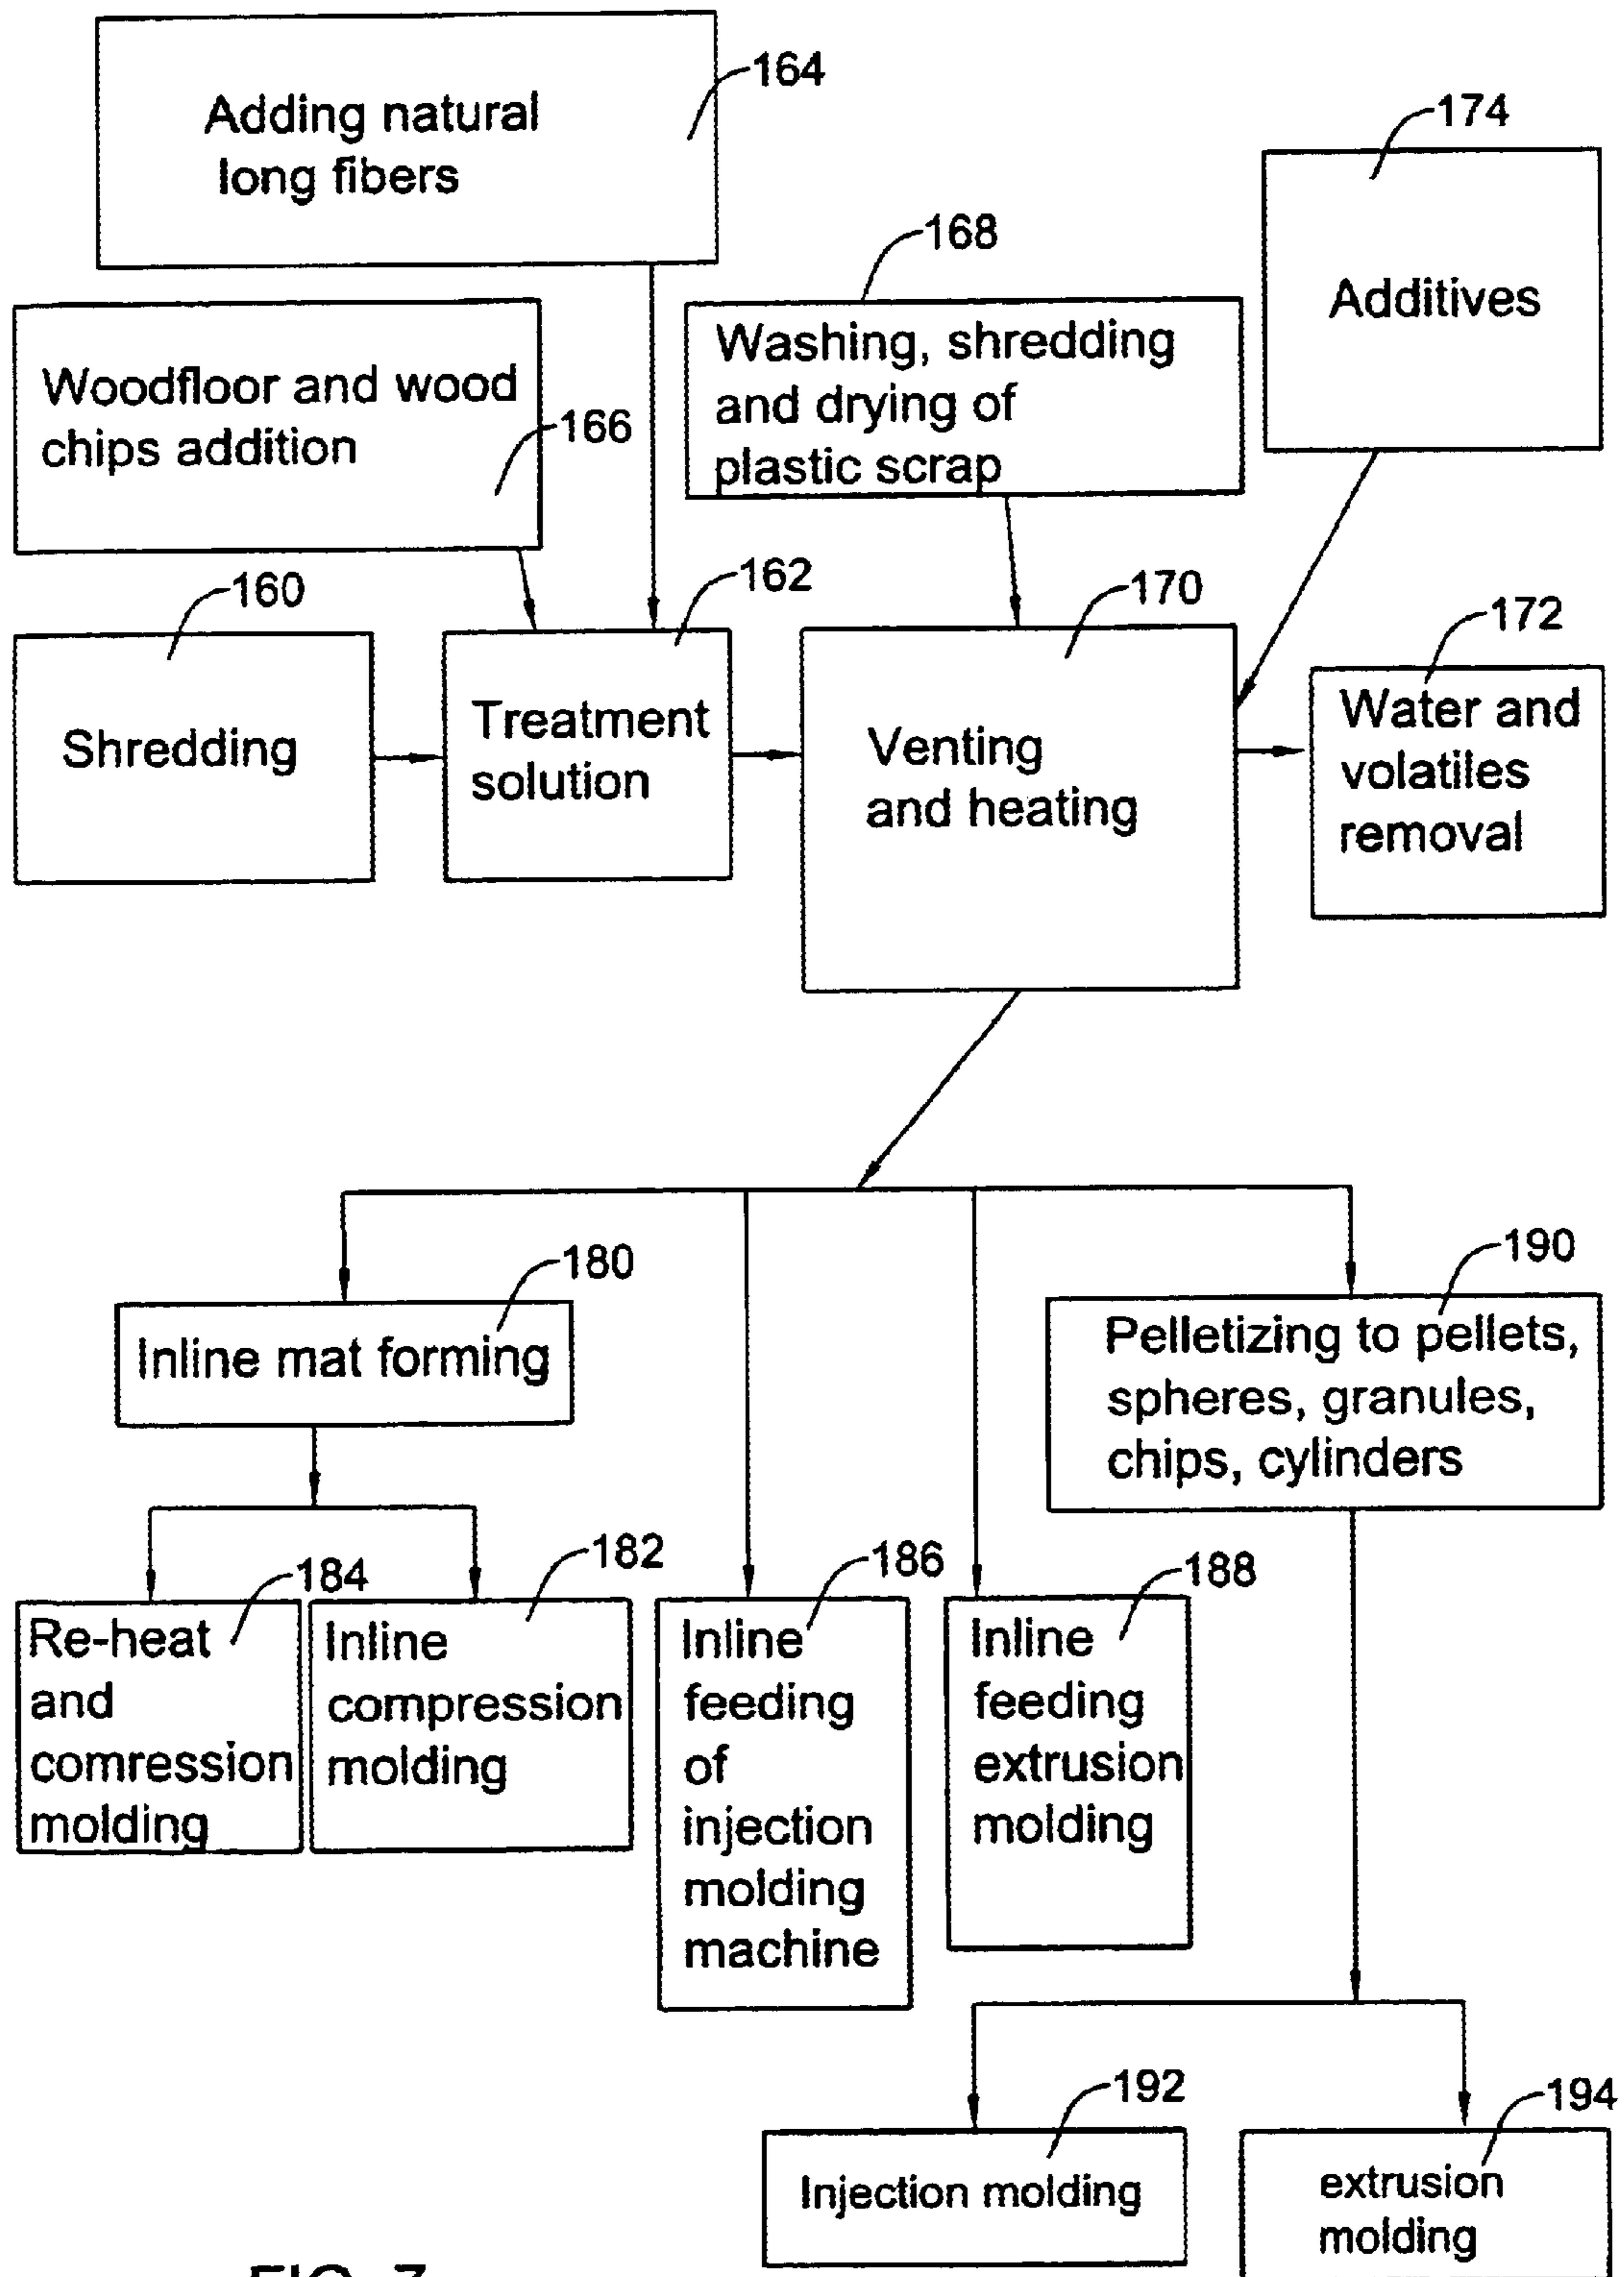 164
Adding natural
long fibers
174
Additives
168
Washing, shredding
and drying of
plastic scrap
Woodfloor and wood
chips addition
166
160
Shredding
162
Treatment
solution
170
Venting
and heating
172
Water and
volatiles
removal
180
Inline mat forming
190
Pelletizing to pellets,
spheres, granules,
chips, cylinders
184
Re-heat
and
comression
molding
182
Inline
compression
molding
186
Inline
feeding
of
injection
molding
machine
188
Inline
feeding
extrusion
molding
192
Injection molding
194
extrusion
molding